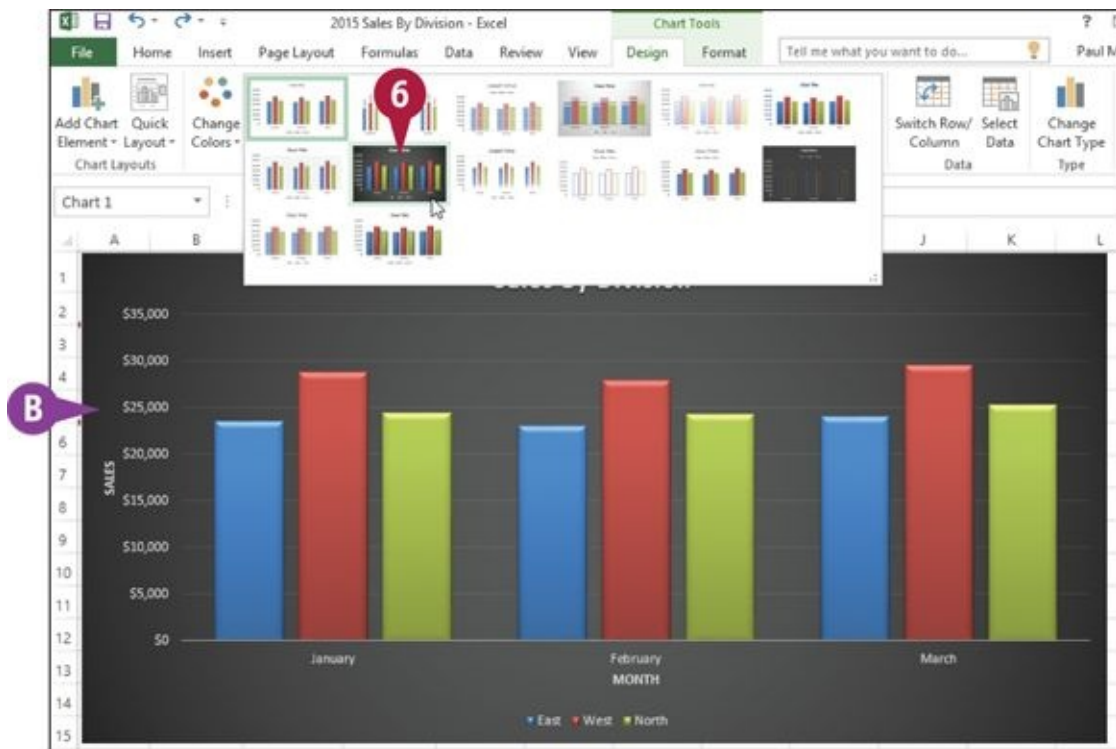 2015 Sales By Division - Excel
Chart Tools
?
File Home Insert Page Layout Formulas Data Review View Design Format Tell me what you want to do... Paul M
6
Add Chart Element
Quick Layout
Change Colors
Switch Row/ Column
Select Data
Change Chart Type
Chart Layouts
Data
Type
Chart 1
A B J K L
1
2
3
4
6
7
8
9
10
11
12
13
14
15
B
Sales By Division
$35,000
$30,000
$25,000
$20,000
$15,000
$10,000
$5,000
$0
SALES
January February March
MONTH
East West North